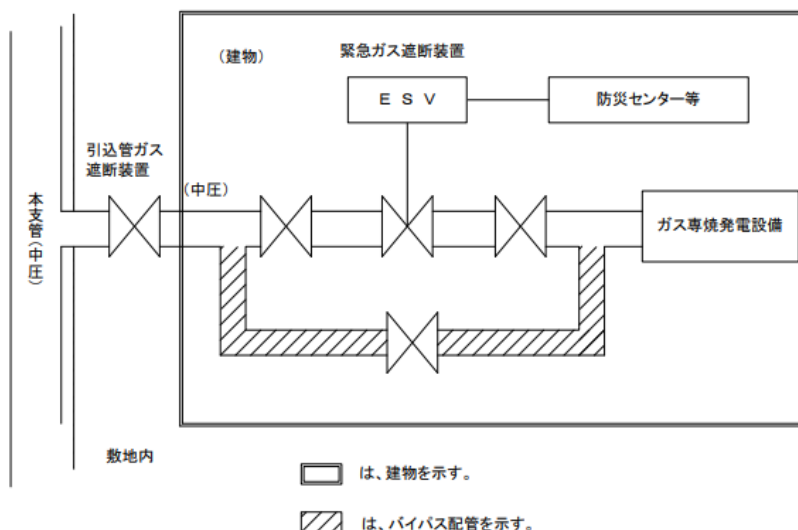 (建物)
緊急ガス遮断装置
ESV
防災センター等
引込管ガス
遮断装置
(中圧)
本支管(中圧)
ガス専焼発電設備
敷地内
は、建物を示す。
は、バイパス配管を示す。